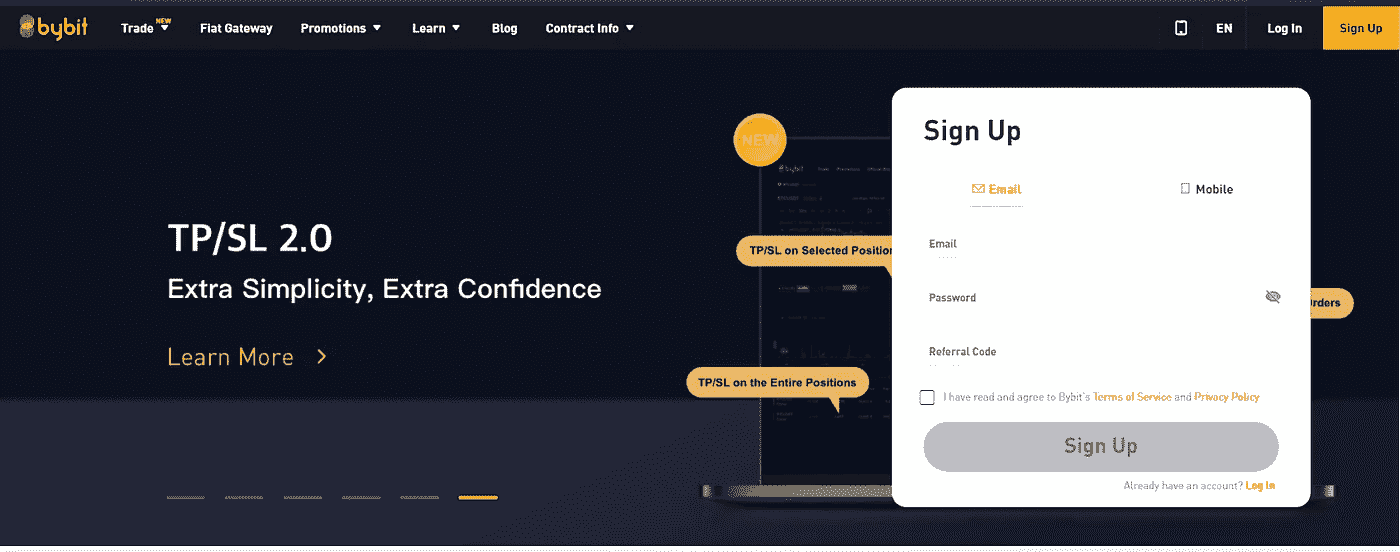 bybit
Trade NEW
Fiat Gateway
Promotions
Learn
Blog
Contract Info
EN
Log In
Sign Up
TP/SL 2.0
Extra Simplicity, Extra Confidence
Learn More
NEW
bybit
TP/SL on Selected Position
TP/SL on the Entire Positions
rders
Sign Up
Email
Mobile
Email
Password
Referral Code
I have read and agree to Bybit's Terms of Service and Privacy Policy
Sign Up
Already have an account? Log In